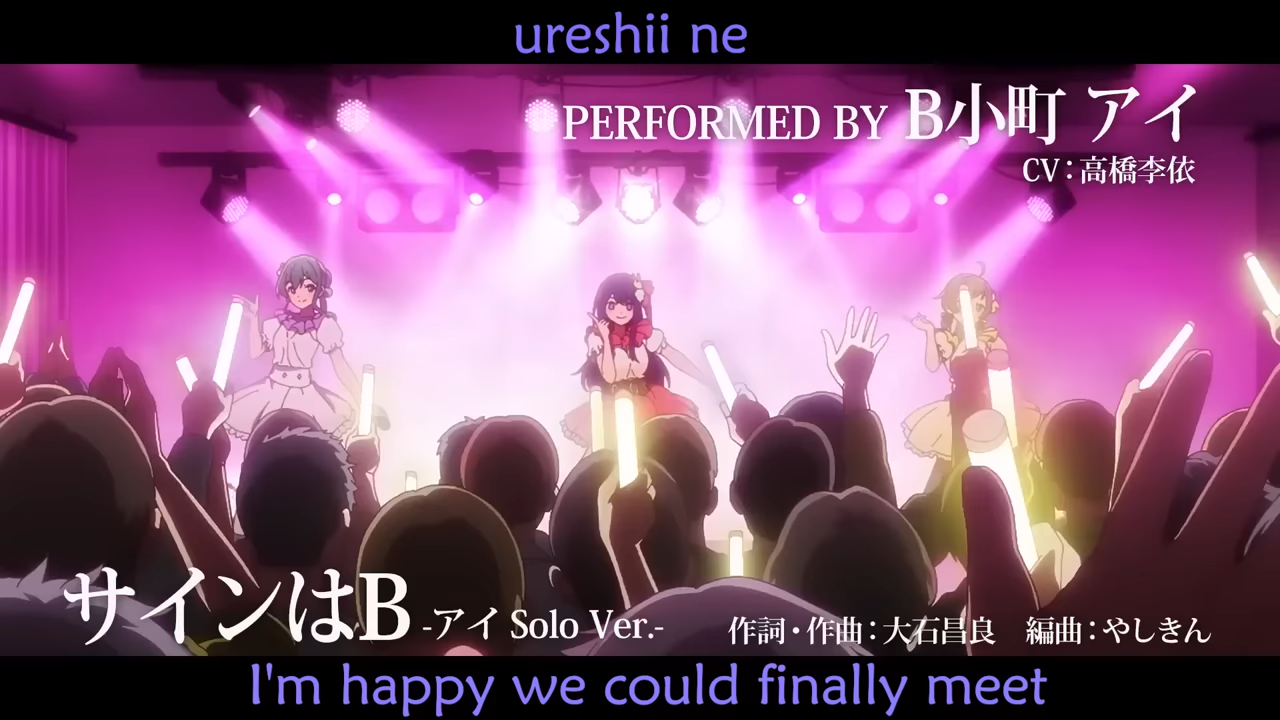 ureshii ne
PERFORMED BY B小町 アイ
CV：高橋李依
サインはB -アイ Solo Ver.-
作詞・作曲：大石昌良 編曲：やしきん
I'm happy we could finally meet